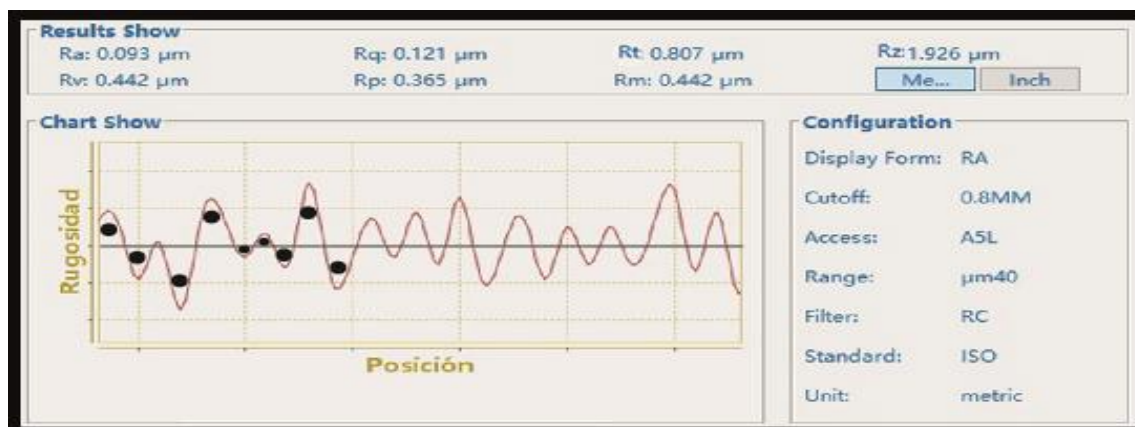 Results Show
Ra: 0.093 µm Rq: 0.121 µm Rt: 0.807 µm Rz:1.926 µm
Rv: 0.442 µm Rp: 0.365 µm Rm: 0.442 µm Me... Inch
Chart Show
Rugosidad
Posición
Configuration
Display Form: RA
Cutoff: 0.8MM
Access: A5L
Range: µm40
Filter: RC
Standard: ISO
Unit: metric